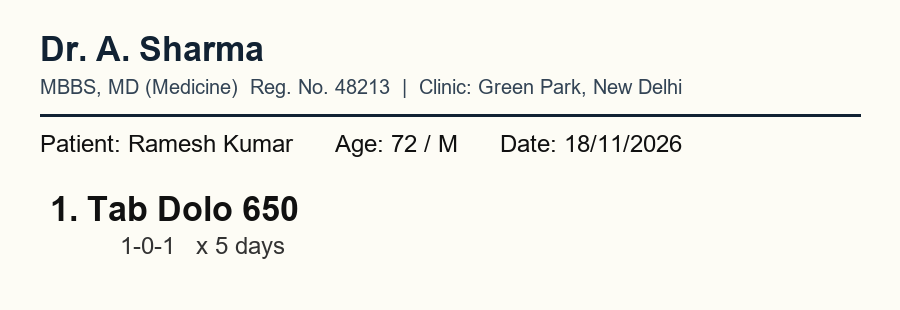 Dr. A. Sharma
MBBS, MD (Medicine)  Reg. No. 48213  |  Clinic: Green Park, New Delhi
Patient: Ramesh Kumar  Age: 72 / M  Date: 18/11/2026
1. Tab Dolo 650
1-0-1  x 5 days